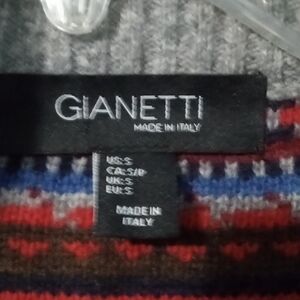 GIANETTI
MADE IN ITALY
US:S
CA:S/P
UK:S
EU:S
MADE IN
ITALY